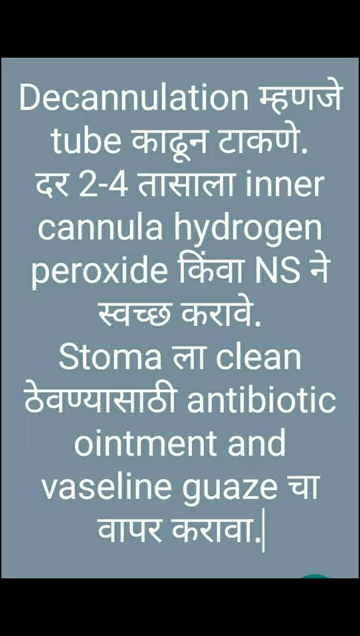 Decannulation म्हणजे
tube काढून टाकणे.
दर 2-4 तासाला inner
cannula hydrogen
peroxide किंवा NS ने
स्वच्छ करावे.
Stoma ला clean
ठेवण्यासाठी antibiotic
ointment and
vaseline guaze चा
वापर करावा.